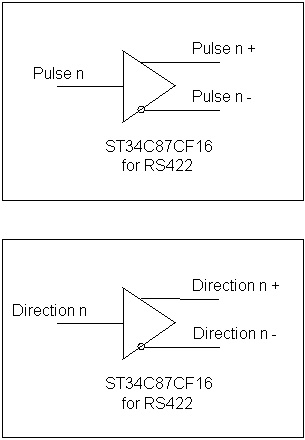 Pulse n +
Pulse n
Pulse n -
ST34C87CF16
for RS422
Direction n +
Direction n
Direction n -
ST34C87CF16
for RS422